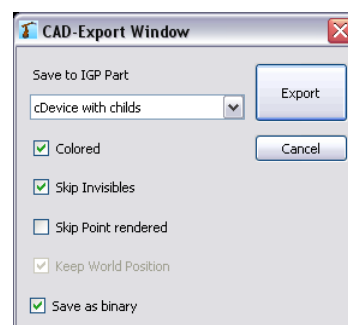 CAD-Export Window
Save to IGP Part
cDevice with childs
Export
Colored
Cancel
Skip Invisibles
Skip Point rendered
Keep World Position
Save as binary